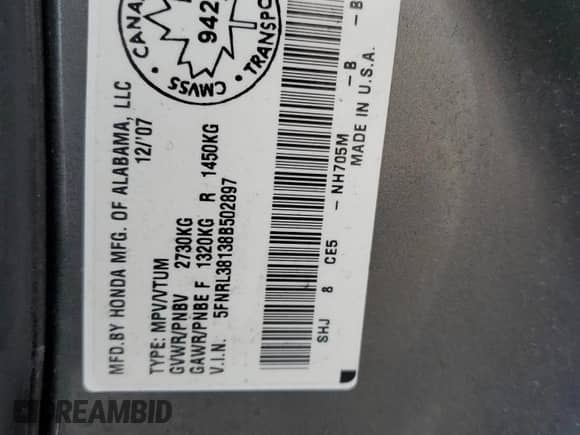 MFD.BY HONDA MFG. OF ALABAMA, LLC
12/'07
TYPE: MPV/VTUM
GVWR/PNBV 2730KG
GAWR/PNBE F 1320KG R 1450KG
V.I.N. 5FNRL38138B502897
CANA
942
TRANSPO
CMVSS
SHJ 8 CE5 -NH705M -B -B
MADE IN U.S.A.
DREAMBID